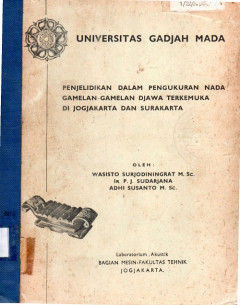 UNIVERSITAS GADJAH MADA
PENJELIDIKAN DALAM PENGUKURAN NADA
GAMELAN-GAMELAN DJAWA TERKEMUKA
DI JOGJAKARTA DAN SURAKARTA
OLEH :
WASISTO SURJODININGRAT M. Sc.
Ir. P. J. SUDARJANA
ADHI SUSANTO M. Sc.
Laboratorium Akustik
BAGIAN MESIN-FAKULTAS TEHNIK
JOGJAKARTA.